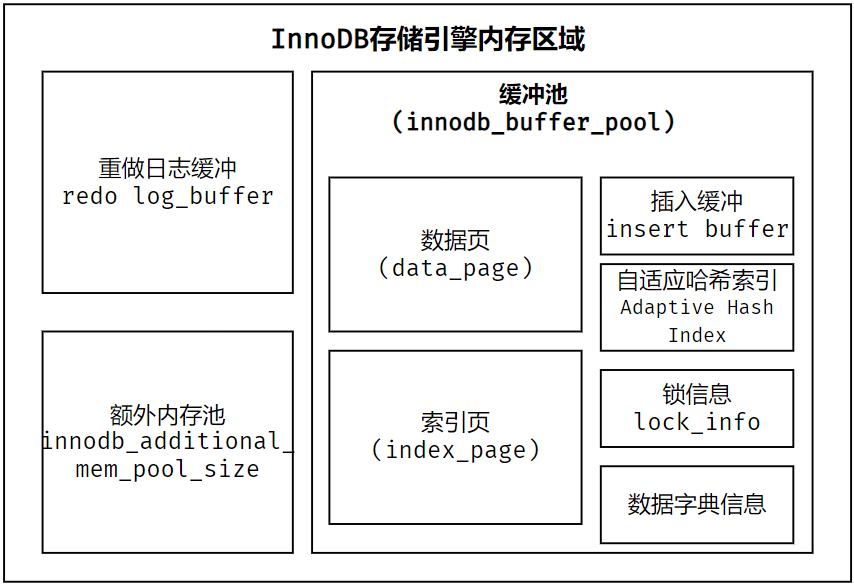 InnoDB存储引擎内存区域
重做日志缓冲
redo log_buffer
额外内存池
innodb_additional_
mem_pool_size
缓冲池
(innodb_buffer_pool)
数据页
(data_page)
索引页
(index_page)
插入缓冲
insert buffer
自适应哈希索引
Adaptive Hash
Index
锁信息
lock_info
数据字典信息